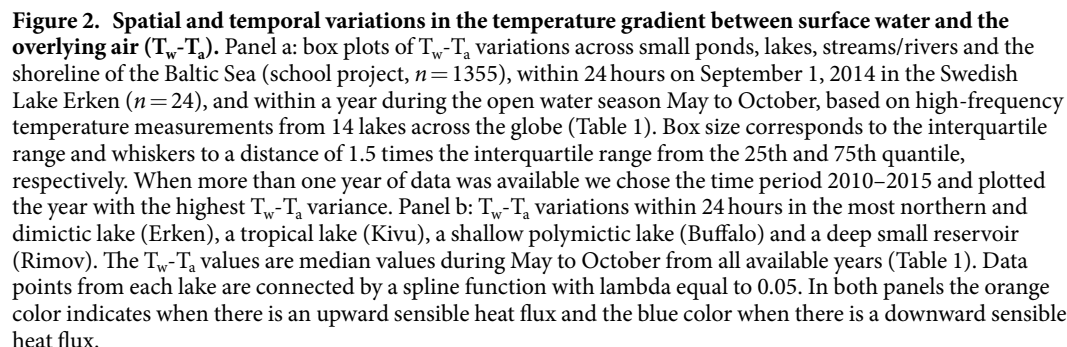 Figure 2. Spatial and temporal variations in the temperature gradient between surface water and the
overlying air (Tw-Ta). Panel a: box plots of Tw-Ta variations across small ponds, lakes, streams/rivers and the
shoreline of the Baltic Sea (school project, n = 1355), within 24 hours on September 1, 2014 in the Swedish
Lake Erken (n = 24), and within a year during the open water season May to October, based on high-frequency
temperature measurements from 14 lakes across the globe (Table 1). Box size corresponds to the interquartile
range and whiskers to a distance of 1.5 times the interquartile range from the 25th and 75th quantile,
respectively. When more than one year of data was available we chose the time period 2010–2015 and plotted
the year with the highest Tw-Ta variance. Panel b: Tw-Ta variations within 24 hours in the most northern and
dimictic lake (Erken), a tropical lake (Kivu), a shallow polymictic lake (Buffalo) and a deep small reservoir
(Rimov). The Tw-Ta values are median values during May to October from all available years (Table 1). Data
points from each lake are connected by a spline function with lambda equal to 0.05. In both panels the orange
color indicates when there is an upward sensible heat flux and the blue color when there is a downward sensible
heat flux.